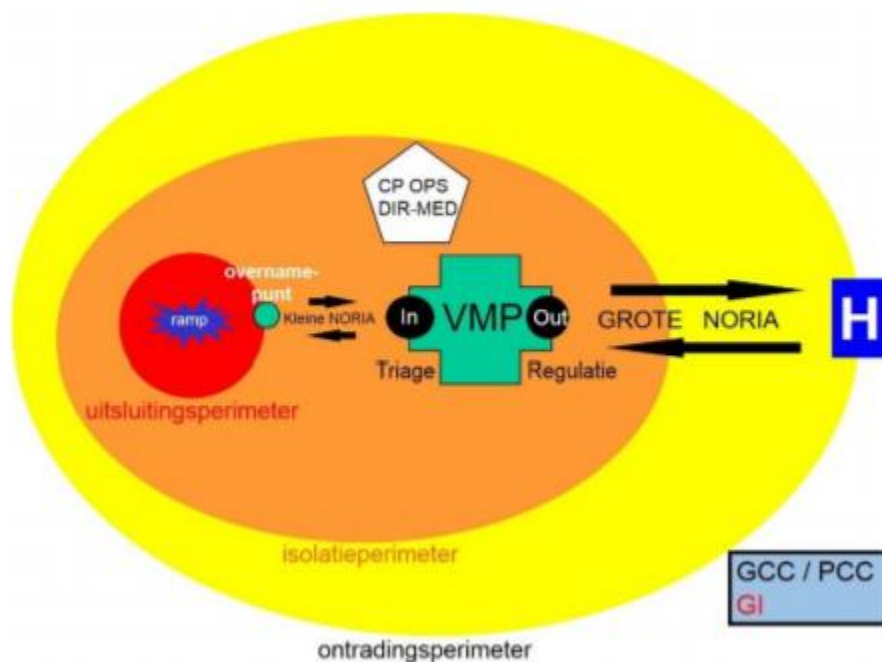 CP OPS
DIR-MED
overname-
punt
ramp
Kleine NORIA
In
VMP
Out
GROTE NORIA
H
Triage
Regulatie
uitsluitingsperimeter
isolatieperimeter
GCC / PCC
GI
ontradingsperimeter